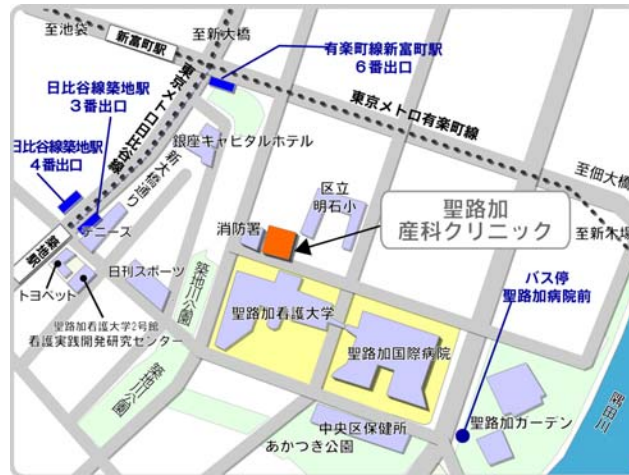 至池袋
至新大橋
新富町駅
有楽町線新富町駅
6番出口
日比谷線築地駅
3番出口
東京メトロ日比谷線
東京メトロ有楽町線
日比谷線築地駅
4番出口
新大橋通り
銀座キャピタルホテル
至佃大橋
区立
明石小
聖路加
産科クリニック
消防署
至新木場
築地駅
デニーズ
トヨペット
日刊スポーツ
築地川公園
バス停
聖路加病院前
聖路加看護大学
聖路加看護大学2号館
看護実践開発研究センター
聖路加国際病院
築地川公園
隅田川
中央区保健所
あかつき公園
聖路加ガーデン